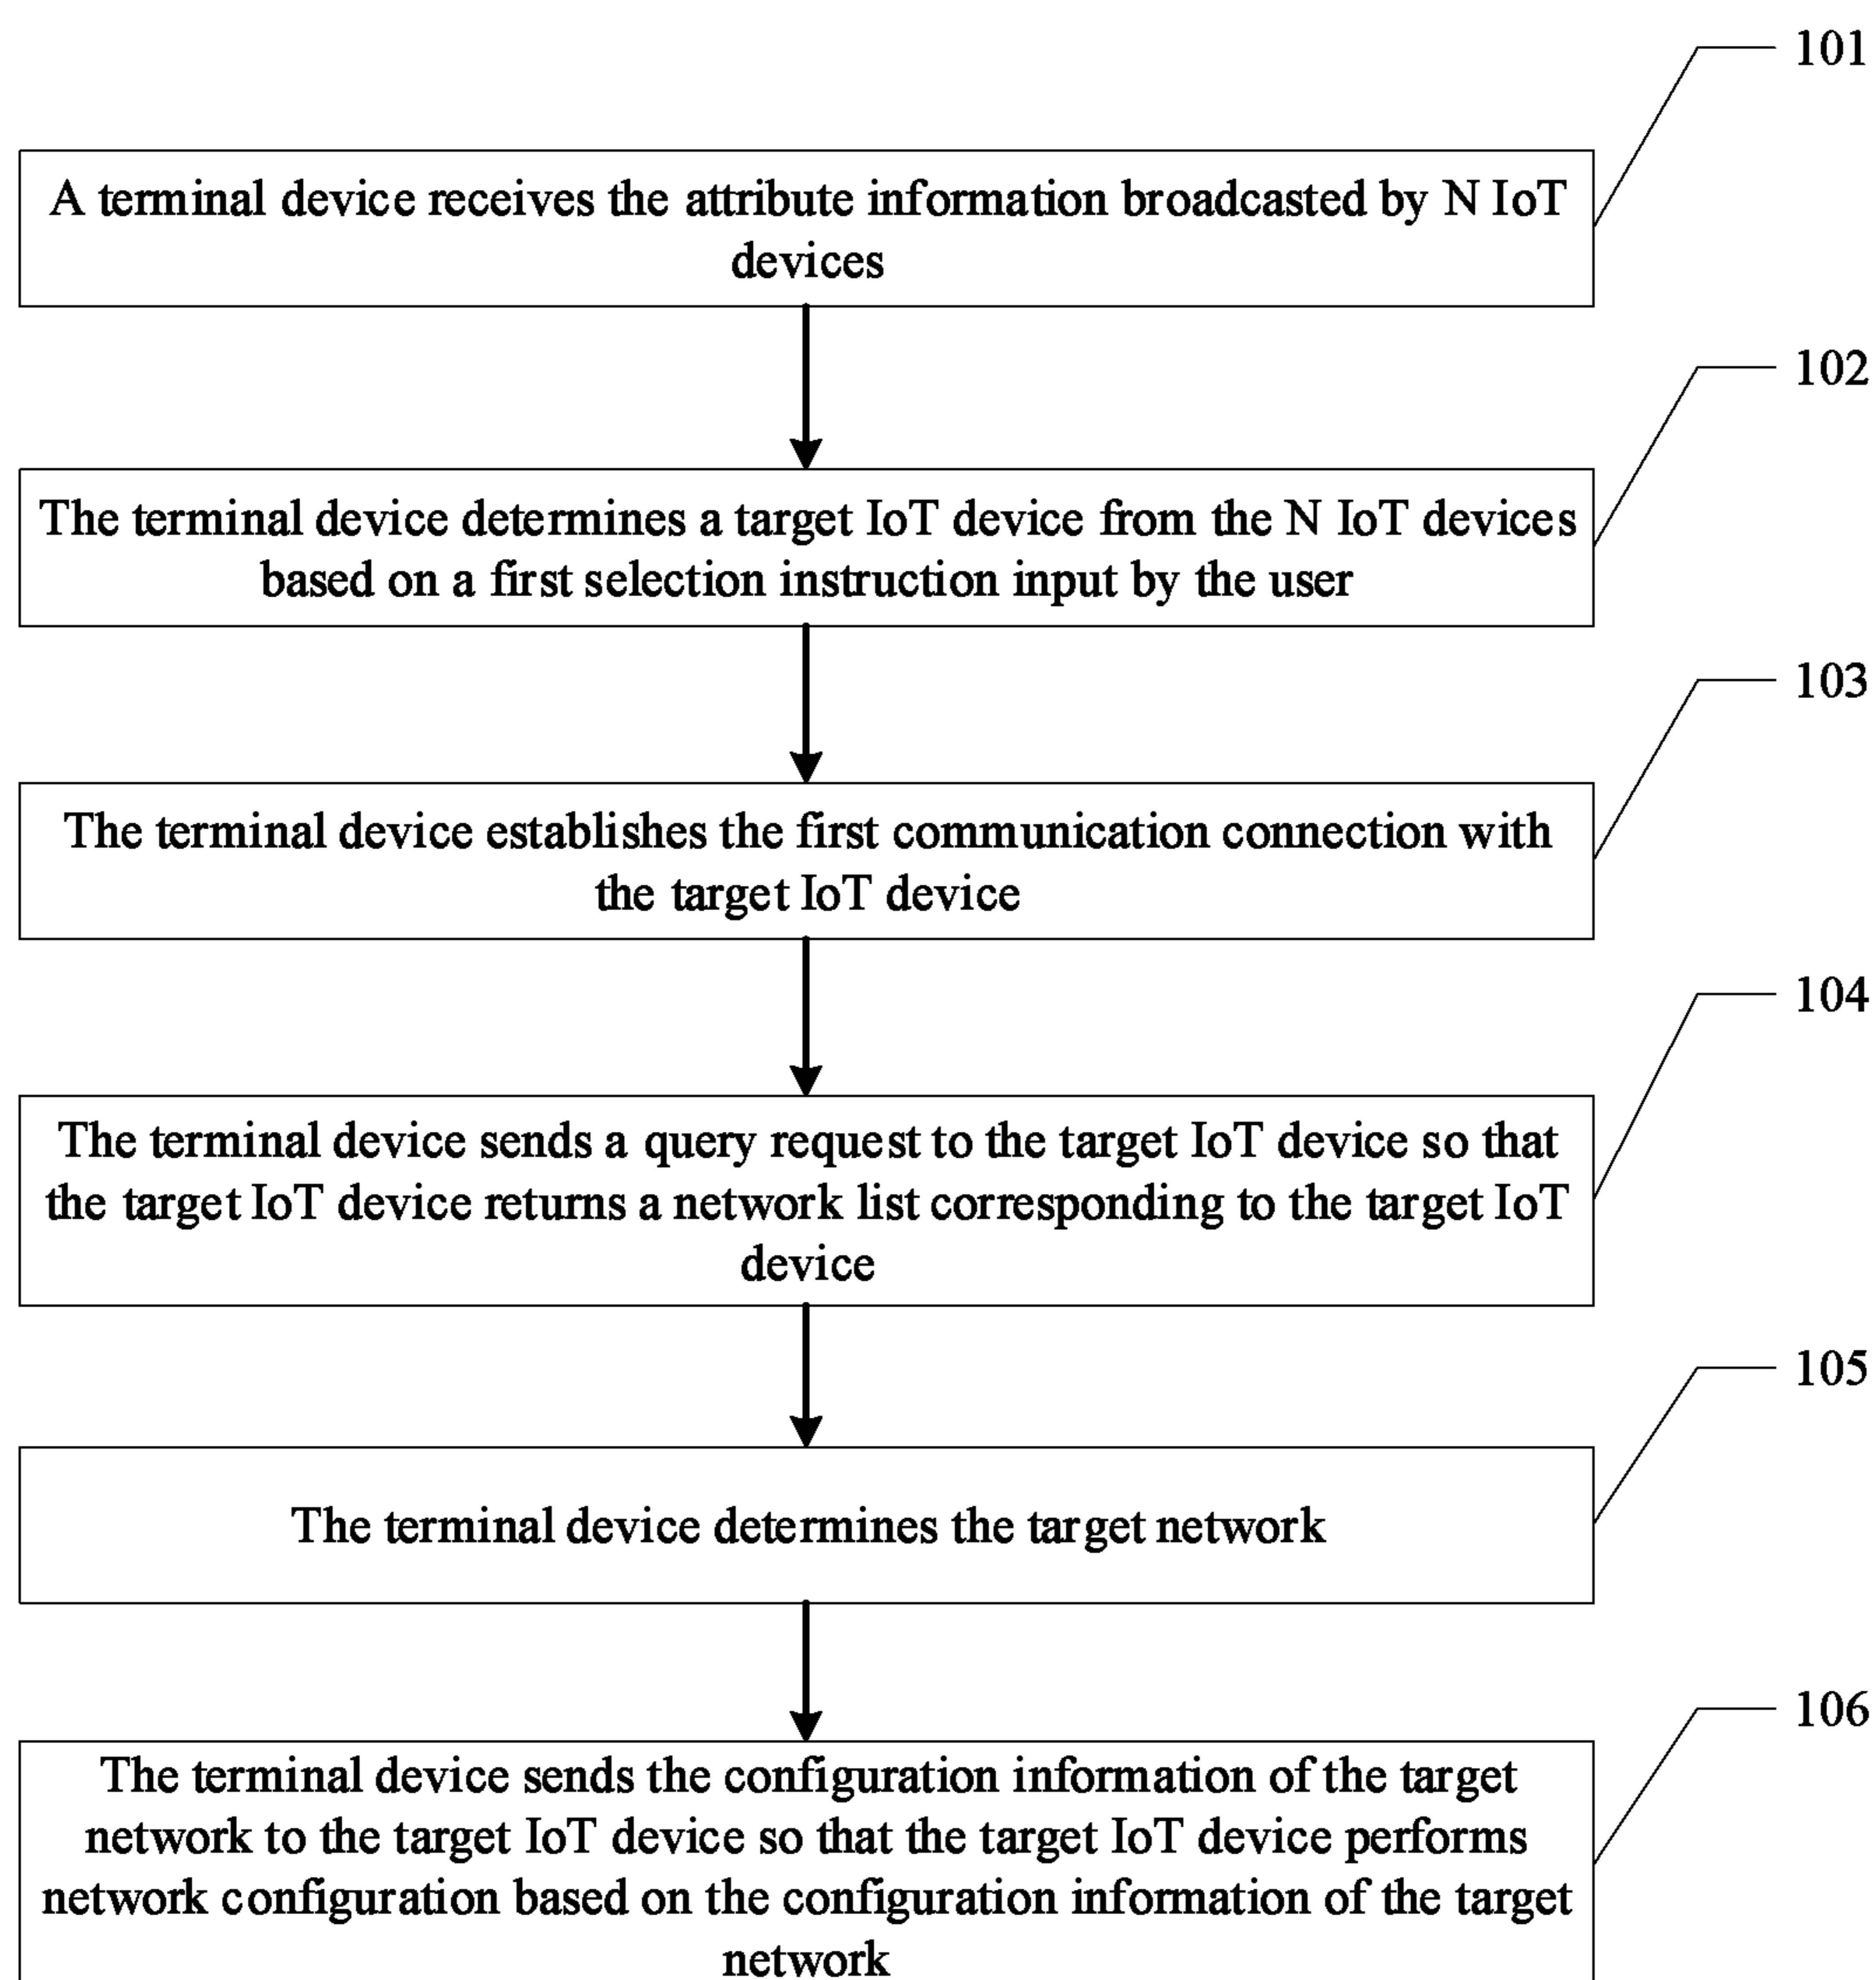 101
A terminal device receives the attribute information broadcasted by N IoT
devices
102
The terminal device determines a target IoT device from the N IoT devices
based on a first selection instruction input by the user
103
The terminal device establishes the first communication connection with
the target IoT device
104
The terminal device sends a query request to the target IoT device so that
the target IoT device returns a network list corresponding to the target IoT
device
105
The terminal device determines the target network
106
The terminal device sends the configuration information of the target
network to the target IoT device so that the target IoT device performs
network configuration based on the configuration information of the target
network